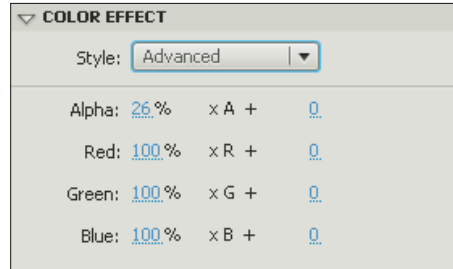 COLOR EFFECT
Style: Advanced
Alpha: 26 % x A + 0
Red: 100 % x R + 0
Green: 100 % x G + 0
Blue: 100 % x B + 0